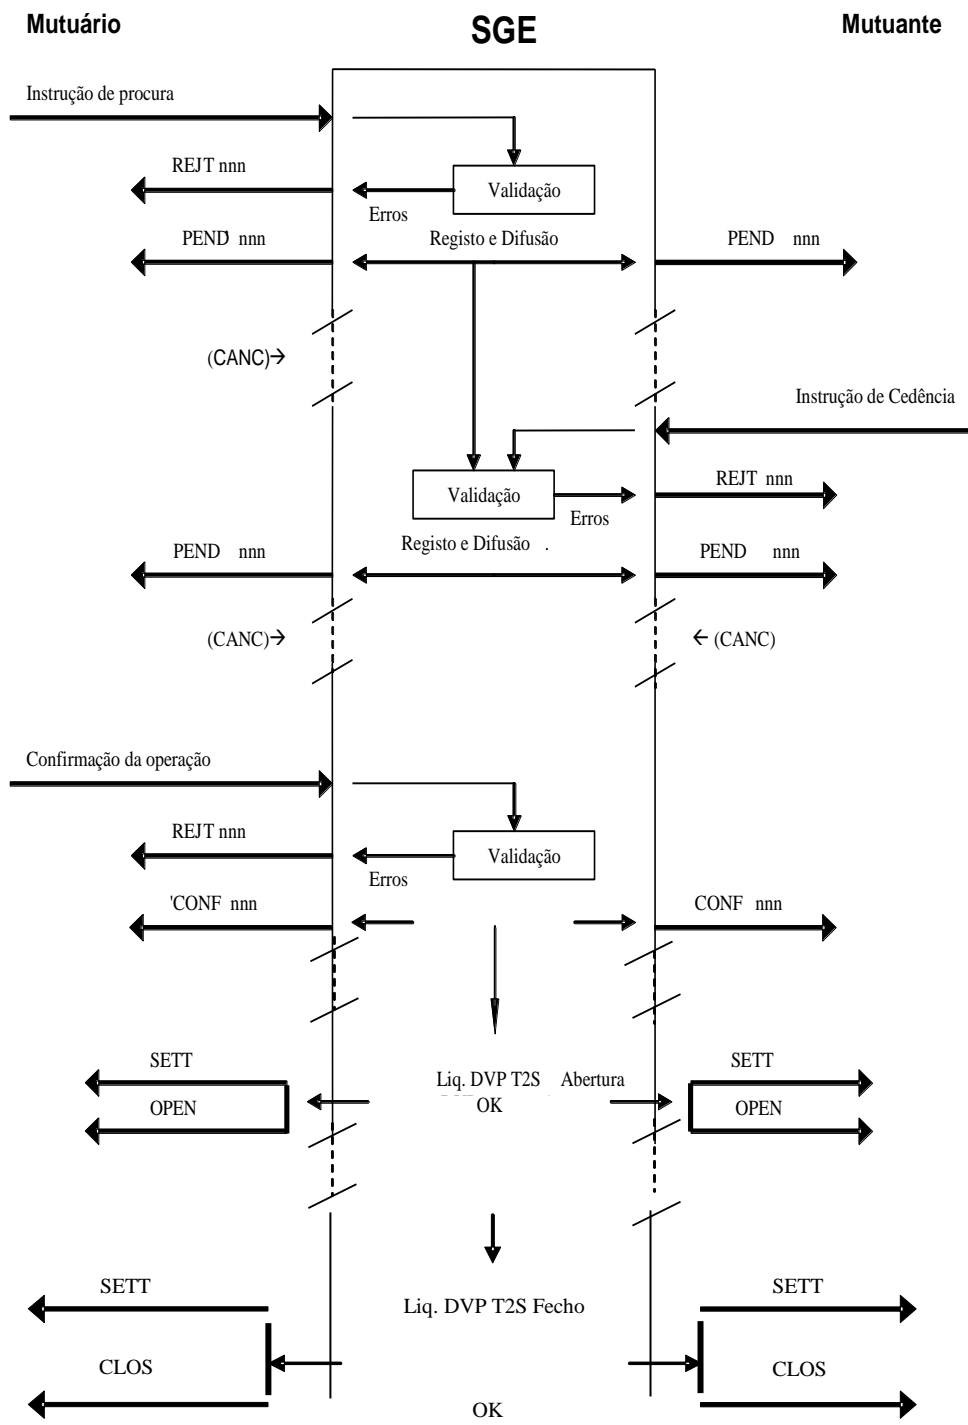 Mutuário
SGE
Mutuante
Instrução de procura
REJT nnn
Validação
Erros
PEND nnn
Registo e Difusão
PEND nnn
(CANC)→
Instrução de Cedência
Validação
REJT nnn
Erros
Registo e Difusão .
PEND nnn
PEND nnn
(CANC)→
← (CANC)
Confirmação da operação
REJT nnn
Validação
Erros
'CONF nnn
CONF nnn
SETT
SETT
Liq. DVP T2S Abertura
OPEN
OK
OPEN
SETT
SETT
Liq. DVP T2S Fecho
CLOS
CLOS
OK